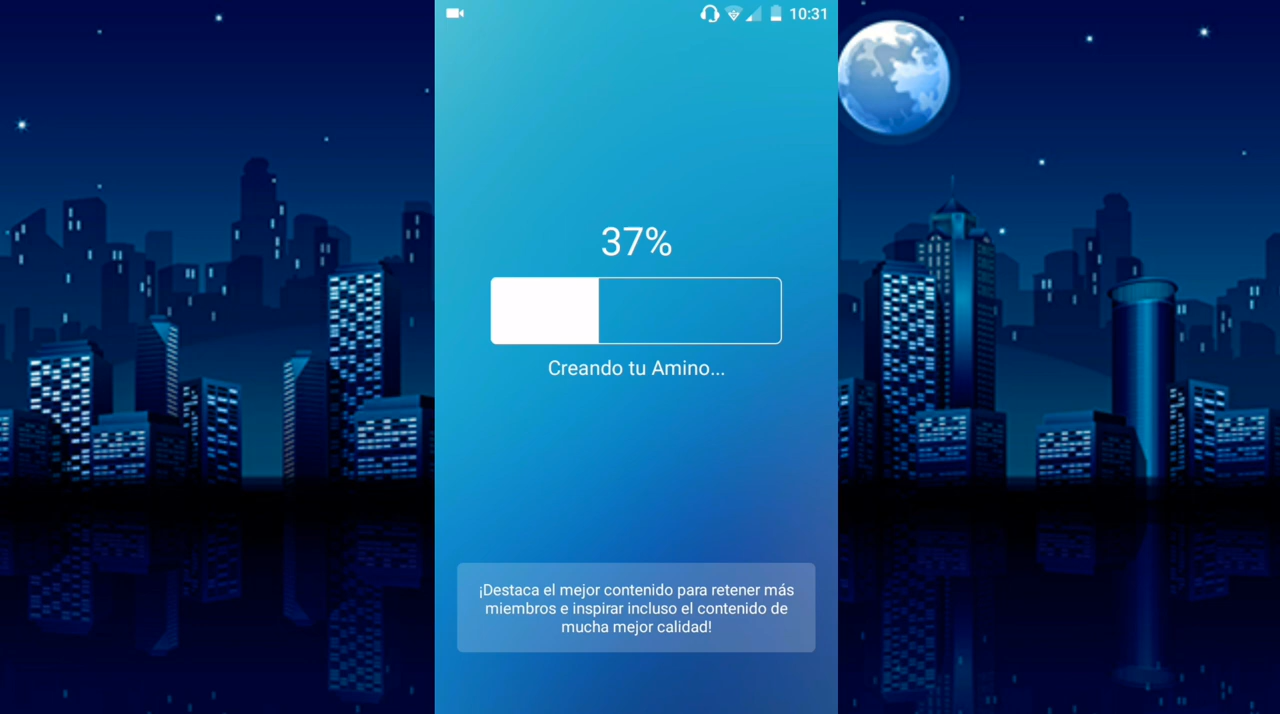 10:31
37%
Creando tu Amino...
¡Destaca el mejor contenido para retener más
miembros e inspirar incluso el contenido de
mucha mejor calidad!